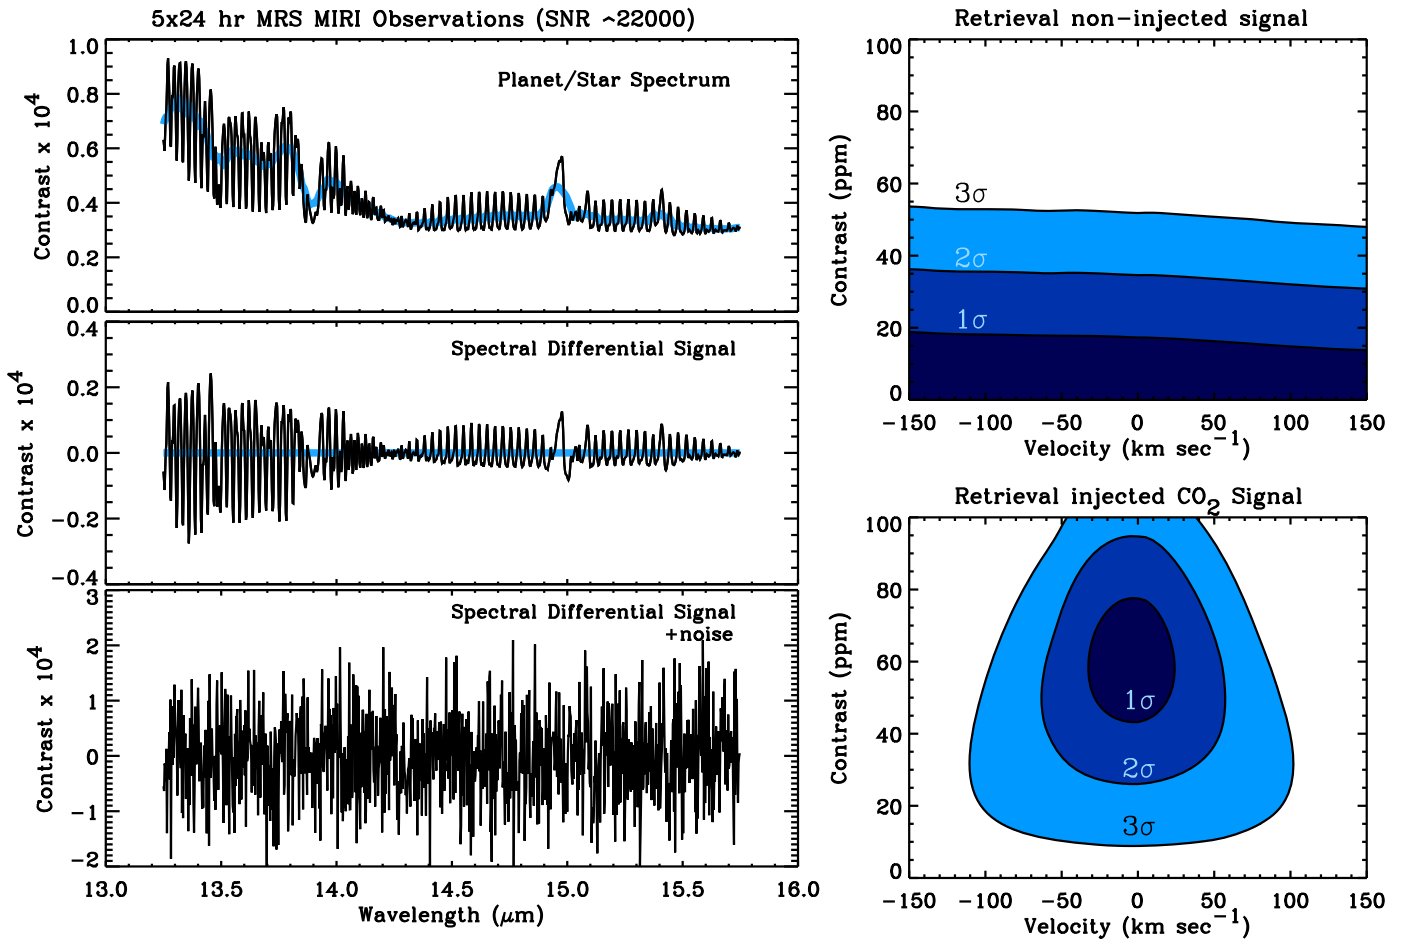 5x24 hr MRS MIRI Observations (SNR ~22000)
1.0
0.8
0.6
0.4
0.2
0.0
Contrast x 10⁴
Planet/Star Spectrum
0.4
0.2
0.0
−0.2
−0.4
Contrast x 10⁴
Spectral Differential Signal
3
2
1
0
−1
−2
Contrast x 10⁴
Spectral Differential Signal
+noise
13.0 13.5 14.0 14.5 15.0 15.5 16.0
Wavelength (μm)
Retrieval non−injected signal
100
80
60
40
20
0
Contrast (ppm)
3σ
2σ
1σ
−150 −100 −50 0 50 100 150
Velocity (km sec⁻¹)
Retrieval injected CO₂ Signal
100
80
60
40
20
0
Contrast (ppm)
1σ
2σ
3σ
−150 −100 −50 0 50 100 150
Velocity (km sec⁻¹)